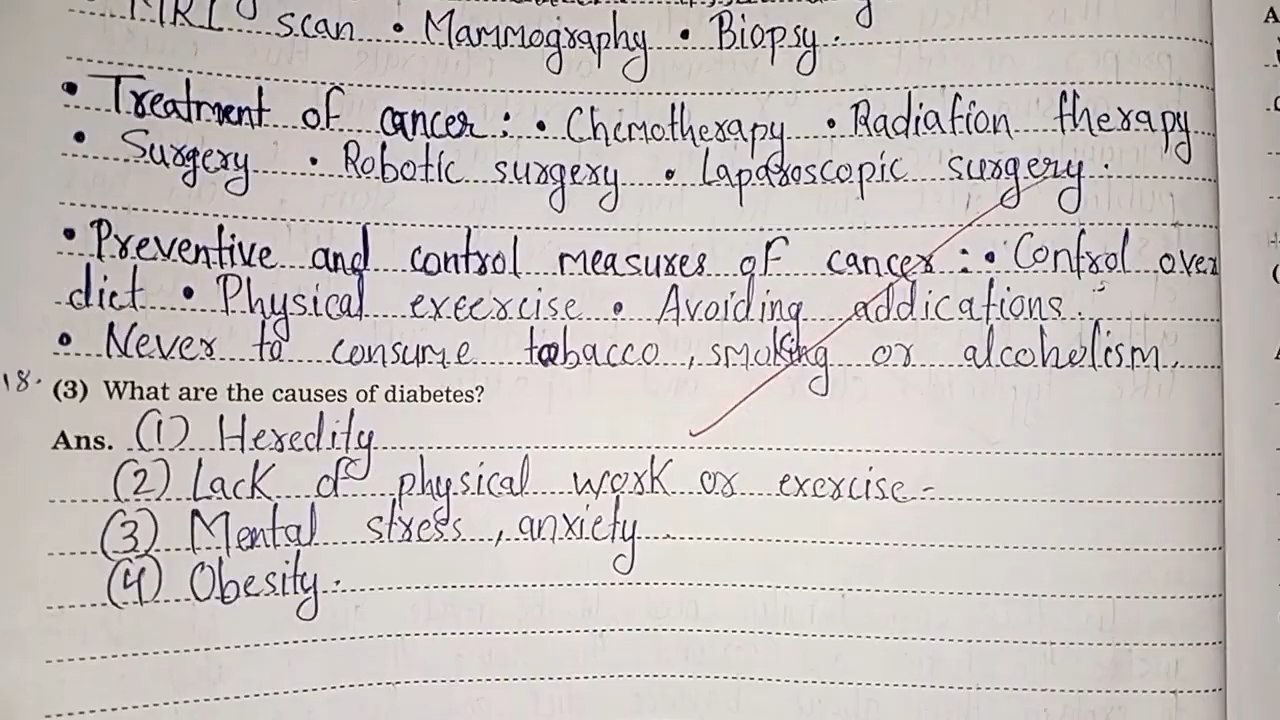 MRI scan • Mammography • Biopsy.
• Treatment of cancer: • Chemotherapy • Radiation therapy
• Surgery • Robotic surgery • Laparoscopic surgery.
• Preventive and control measures of cancer: • Control over
dict • Physical exeercise • Avoiding addications.
• Never to consume tobacco, smoking or alcoholism.
18. (3) What are the causes of diabetes?
Ans. (1) Heredity
(2) Lack of physical work or exercise-
(3) Mental stress, anxiety.
(4) Obesity.